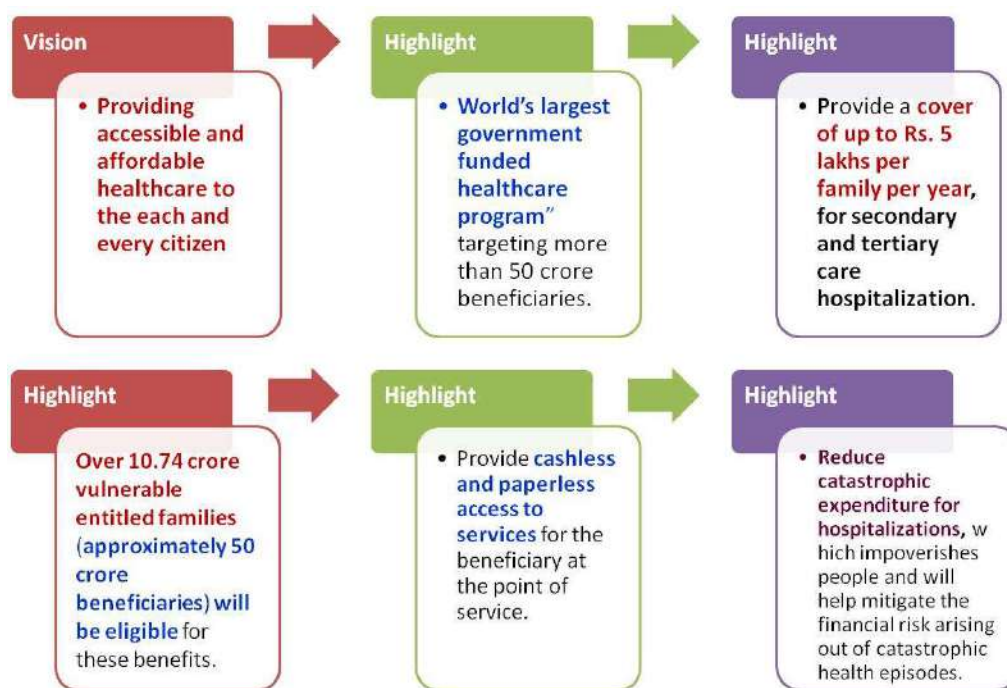 Vision
• Providing
accessible and
affordable
healthcare to
the each and
every citizen
Highlight
• World’s largest
government
funded
healthcare
program”
targeting more
than 50 crore
beneficiaries.
Highlight
• Provide a cover
of up to Rs. 5
lakhs per
family per year,
for secondary
and tertiary
care
hospitalization.
Highlight
Over 10.74 crore
vulnerable
entitled families
(approximately 50
crore
beneficiaries) will
be eligible for
these benefits.
Highlight
• Provide cashless
and paperless
access to
services for the
beneficiary at
the point of
service.
Highlight
• Reduce
catastrophic
expenditure for
hospitalizations, w
hich impoverishes
people and will
help mitigate the
financial risk arising
out of catastrophic
health episodes.